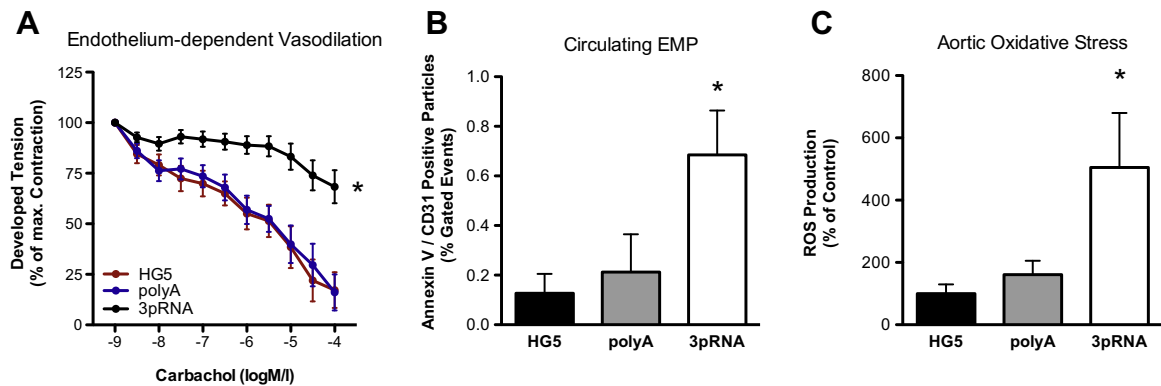 A
Endothelium-dependent Vasodilation
Developed Tension
(% of max. Contraction)
125
100
75
50
25
0
HG5
polyA
3pRNA
*
-9 -8 -7 -6 -5 -4
Carbachol (logM/l)
B
Circulating EMP
Annexin V / CD31 Positive Particles
(% Gated Events)
1.0
0.8
0.6
0.4
0.2
0.0
*
HG5 polyA 3pRNA
C
Aortic Oxidative Stress
ROS Production
(% of Control)
800
600
400
200
0
*
HG5 polyA 3pRNA